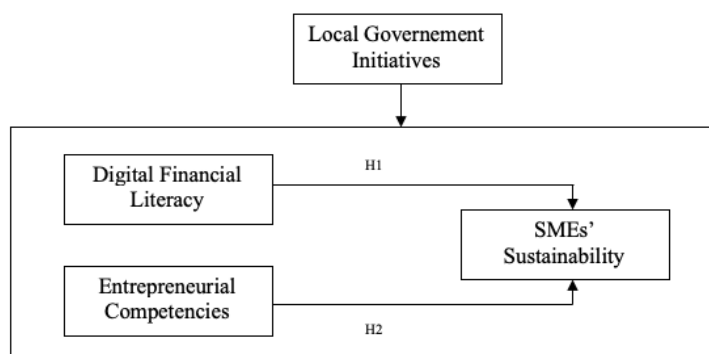 Local Governement
Initiatives
Digital Financial
Literacy
H1
SMEs'
Sustainability
Entrepreneurial
Competencies
H2